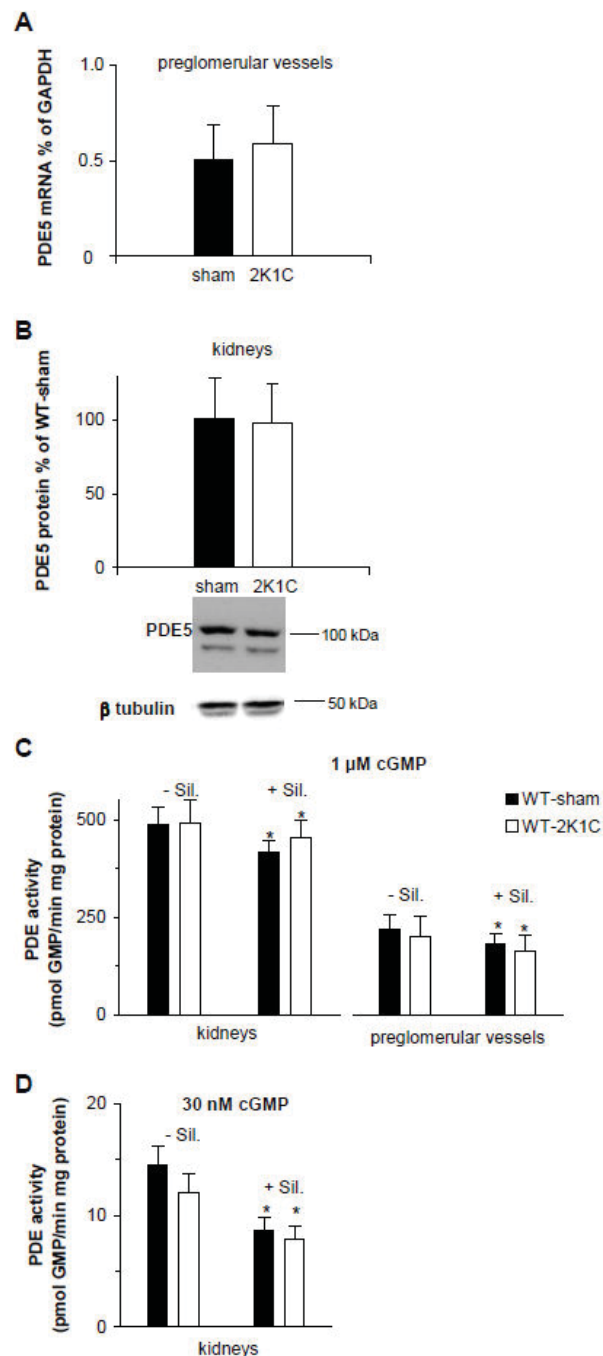 A
preglomerular vessels
PDE5 mRNA % of GAPDH
1.0
0.5
0
sham 2K1C
B
kidneys
PDE5 protein % of WT-sham
100
50
0
sham 2K1C
PDE5
100 kDa
β tubulin
50 kDa
C
1 µM cGMP
- Sil. + Sil.
WT-sham
WT-2K1C
PDE activity
(pmol GMP/min mg protein)
500
250
0
* *
- Sil. + Sil.
* *
kidneys
preglomerular vessels
D
30 nM cGMP
PDE activity
(pmol GMP/min mg protein)
20
10
0
- Sil.
+ Sil.
* *
kidneys